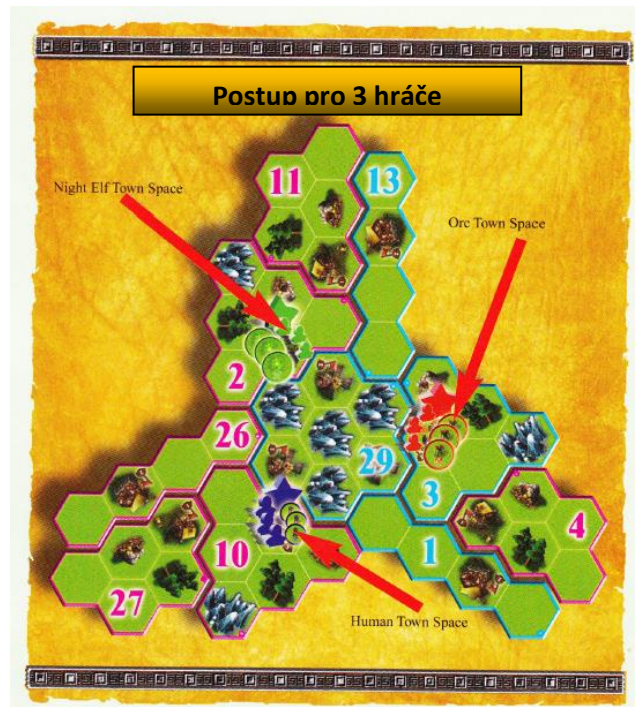 Postup pro 3 hráče
11
13
Night Elf Town Space
Orc Town Space
2
26
29
3
4
10
1
27
Human Town Space